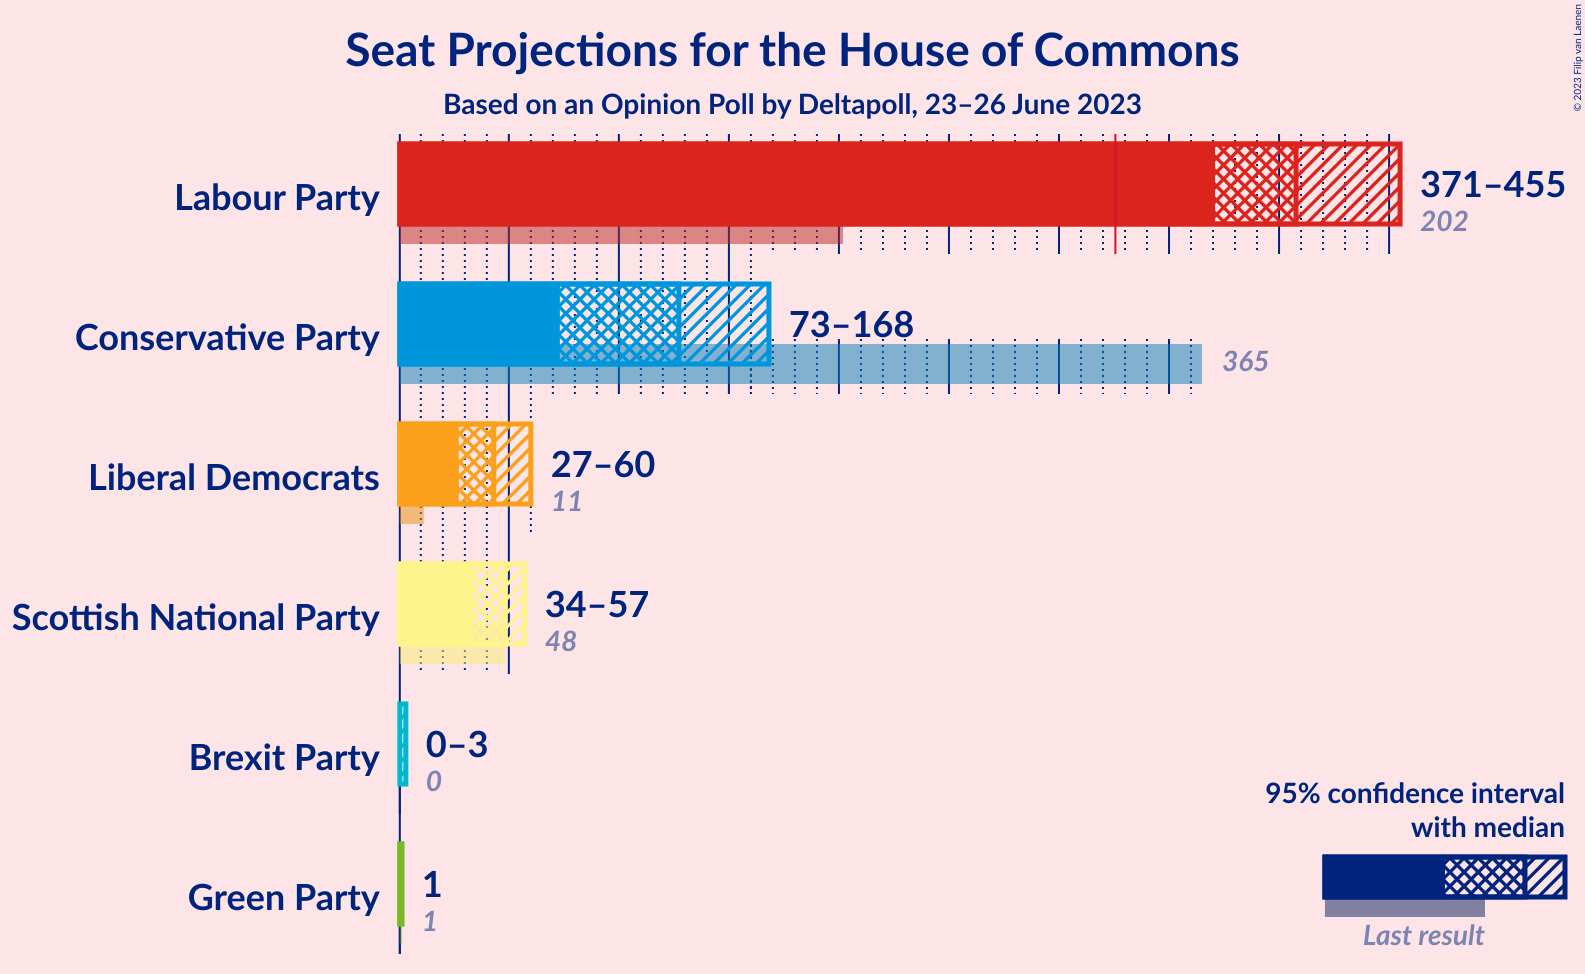 Seat Projections for the House of Commons
Based on an Opinion Poll by Deltapoll, 23–26 June 2023
© 2023 Filip van Laenen
Labour Party
371–455
202
Conservative Party
73–168
365
Liberal Democrats
27–60
11
Scottish National Party
34–57
48
Brexit Party
0–3
0
Green Party
1
1
95% confidence interval
with median
Last result